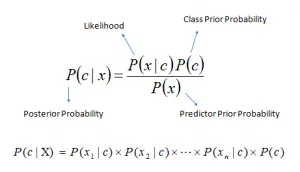 Likelihood
Class Prior Probability
P(c | x) = P(x | c) P(c) / P(x)
Posterior Probability
Predictor Prior Probability
P(c | X) = P(x₁ | c) × P(x₂ | c) × ⋯ × P(xₙ | c) × P(c)